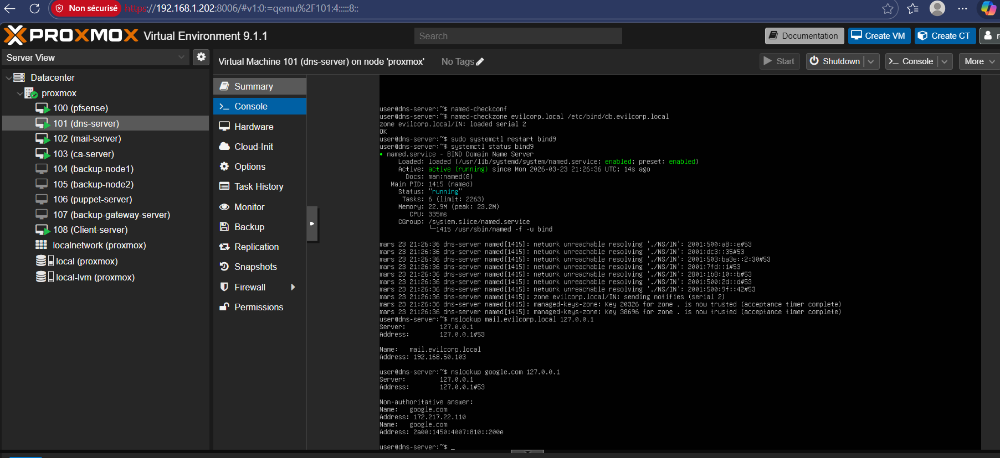 Non sécurisé https://192.168.1.202:8006/#v1:0:=qemu%2F101:4:::::8::
PROXMOX Virtual Environment 9.1.1
Search
Documentation
Create VM
Create CT
Server View
Virtual Machine 101 (dns-server) on node 'proxmox'
No Tags
Start
Shutdown
Console
More
Datacenter
proxmox
100 (pfsense)
101 (dns-server)
102 (mail-server)
103 (ca-server)
104 (backup-node1)
105 (backup-node2)
106 (puppet-server)
107 (backup-gateway-server)
108 (Client-server)
localnetwork (proxmox)
local (proxmox)
local-lvm (proxmox)
Summary
Console
Hardware
Cloud-Init
Options
Task History
Monitor
Backup
Replication
Snapshots
Firewall
Permissions
user@dns-server:~$ named-checkconf
user@dns-server:~$ named-checkzone evilcorp.local /etc/bind/db.evilcorp.local
zone evilcorp.local/IN: loaded serial 2
OK
user@dns-server:~$ sudo systemctl restart bind9
user@dns-server:~$ systemctl status bind9
● named.service - BIND Domain Name Server
Loaded: loaded (/usr/lib/systemd/system/named.service; enabled; preset: enabled)
Active: active (running) since Mon 2026-03-23 21:26:36 UTC; 14s ago
Docs: man:named(8)
Main PID: 1415 (named)
Status: "running"
Tasks: 6 (limit: 2263)
Memory: 22.9M (peak: 23.2M)
CPU: 335ms
CGroup: /system.slice/named.service
└─1415 /usr/sbin/named -f -u bind
mars 23 21:26:36 dns-server named[1415]: network unreachable resolving './NS/IN': 2001:500:a8::e#53
mars 23 21:26:36 dns-server named[1415]: network unreachable resolving './NS/IN': 2001:dc3::35#53
mars 23 21:26:36 dns-server named[1415]: network unreachable resolving './NS/IN': 2001:503:ba3e::2:30#53
mars 23 21:26:36 dns-server named[1415]: network unreachable resolving './NS/IN': 2001:7fd::1#53
mars 23 21:26:36 dns-server named[1415]: network unreachable resolving './NS/IN': 2801:1b8:10::b#53
mars 23 21:26:36 dns-server named[1415]: network unreachable resolving './NS/IN': 2001:500:2d::d#53
mars 23 21:26:36 dns-server named[1415]: network unreachable resolving './NS/IN': 2001:500:9f::42#53
mars 23 21:26:36 dns-server named[1415]: zone evilcorp.local/IN: sending notifies (serial 2)
mars 23 21:26:36 dns-server named[1415]: managed-keys-zone: Key 20326 for zone . is now trusted (acceptance timer complete)
mars 23 21:26:36 dns-server named[1415]: managed-keys-zone: Key 38696 for zone . is now trusted (acceptance timer complete)
user@dns-server:~$ nslookup mail.evilcorp.local 127.0.0.1
Server: 127.0.0.1
Address: 127.0.0.1#53
Name: mail.evilcorp.local
Address: 192.168.50.103
user@dns-server:~$ nslookup google.com 127.0.0.1
Server: 127.0.0.1
Address: 127.0.0.1#53
Non-authoritative answer:
Name: google.com
Address: 172.217.22.110
Name: google.com
Address: 2a00:1450:4007:810::200e
user@dns-server:~$ _